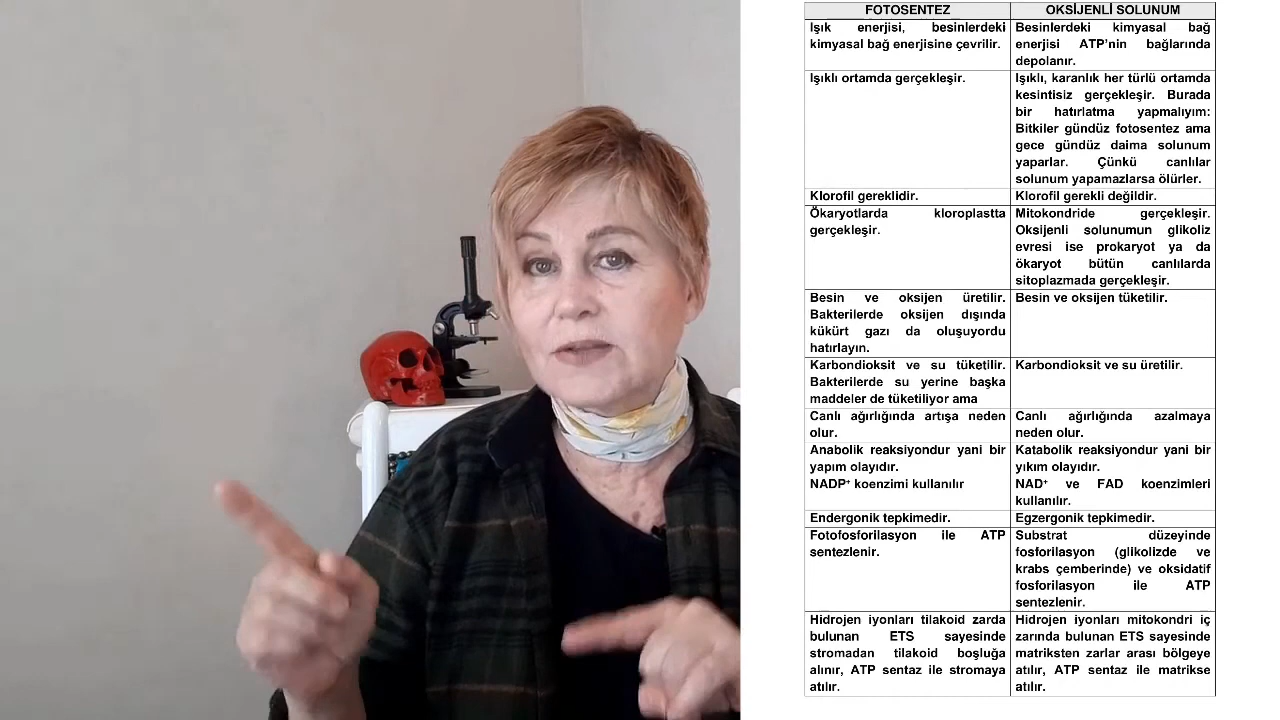 FOTOSENTEZ
OKSİJENLİ SOLUNUM
Işık enerjisi, besinlerdeki
kimyasal bağ enerjisine çevrilir.
Besinlerdeki kimyasal bağ
enerjisi ATP'nin bağlarında
depolanır.
Işıklı ortamda gerçekleşir.
Işıklı, karanlık her türlü ortamda
kesintisiz gerçekleşir. Burada
bir hatırlatma yapmalıyım:
Bitkiler gündüz fotosentez ama
gece gündüz daima solunum
yaparlar. Çünkü canlılar
solunum yapamazlarsa ölürler.
Klorofil gereklidir.
Klorofil gerekli değildir.
Ökaryotlarda kloroplastta
gerçekleşir.
Mitokondride gerçekleşir.
Oksijenli solunumun glikoliz
evresi ise prokaryot ya da
ökaryot bütün canlılarda
sitoplazmada gerçekleşir.
Besin ve oksijen üretilir.
Bakterilerde oksijen dışında
kükürt gazı da oluşuyordu
hatırlayın.
Besin ve oksijen tüketilir.
Karbondioksit ve su tüketilir.
Bakterilerde su yerine başka
maddeler de tüketiliyor ama
Karbondioksit ve su üretilir.
Canlı ağırlığında artışa neden
olur.
Canlı ağırlığında azalmaya
neden olur.
Anabolik reaksiyondur yani bir
yapım olayıdır.
NADP⁺ koenzimi kullanılır
Katabolik reaksiyondur yani bir
yıkım olayıdır.
NAD⁺ ve FAD koenzimleri
kullanılır.
Endergonik tepkimedir.
Egzergonik tepkimedir.
Fotofosforilasyon ile ATP
sentezlenir.
Substrat düzeyinde
fosforilasyon (glikolizde ve
krabs çemberinde) ve oksidatif
fosforilasyon ile ATP
sentezlenir.
Hidrojen iyonları tilakoid zarda
bulunan ETS sayesinde
stromadan tilakoid boşluğa
alınır, ATP sentaz ile stromaya
atılır.
Hidrojen iyonları mitokondri iç
zarında bulunan ETS sayesinde
matriksten zarlar arası bölgeye
atılır, ATP sentaz ile matrikse
atılır.